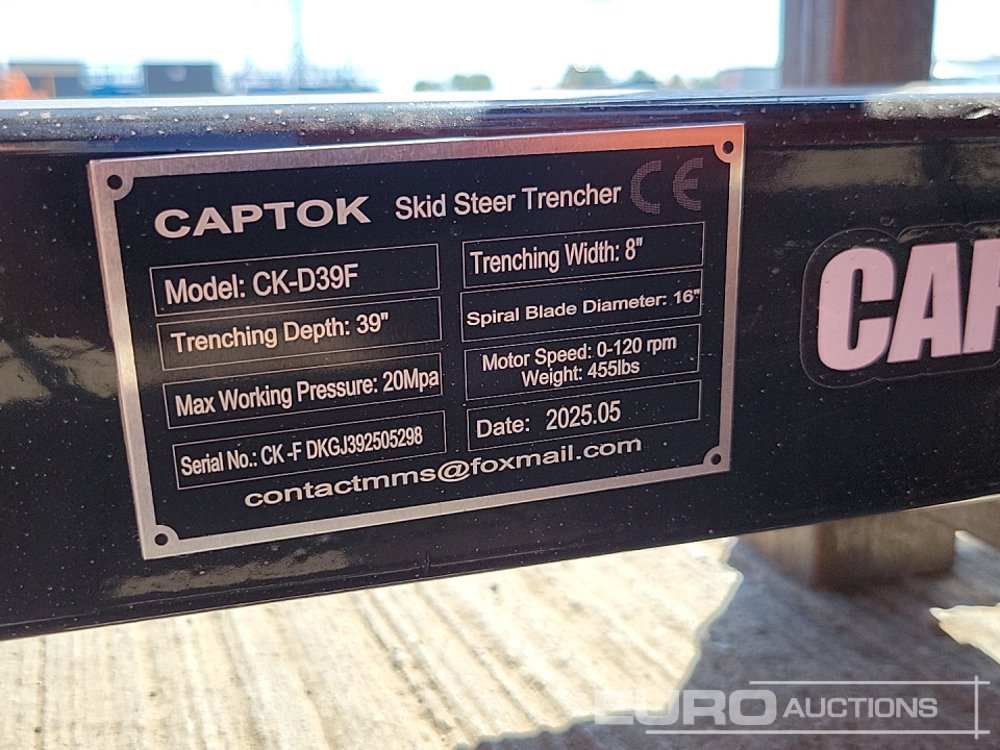 CAPTOK Skid Steer Trencher CE
Model: CK-D39F
Trenching Width: 8"
Trenching Depth: 39"
Spiral Blade Diameter: 16"
Max Working Pressure: 20Mpa
Motor Speed: 0-120 rpm
Weight: 455lbs
Serial No.: CK -F DKGJ392505298
Date: 2025.05
contactmms@foxmail.com
EURO AUCTIONS